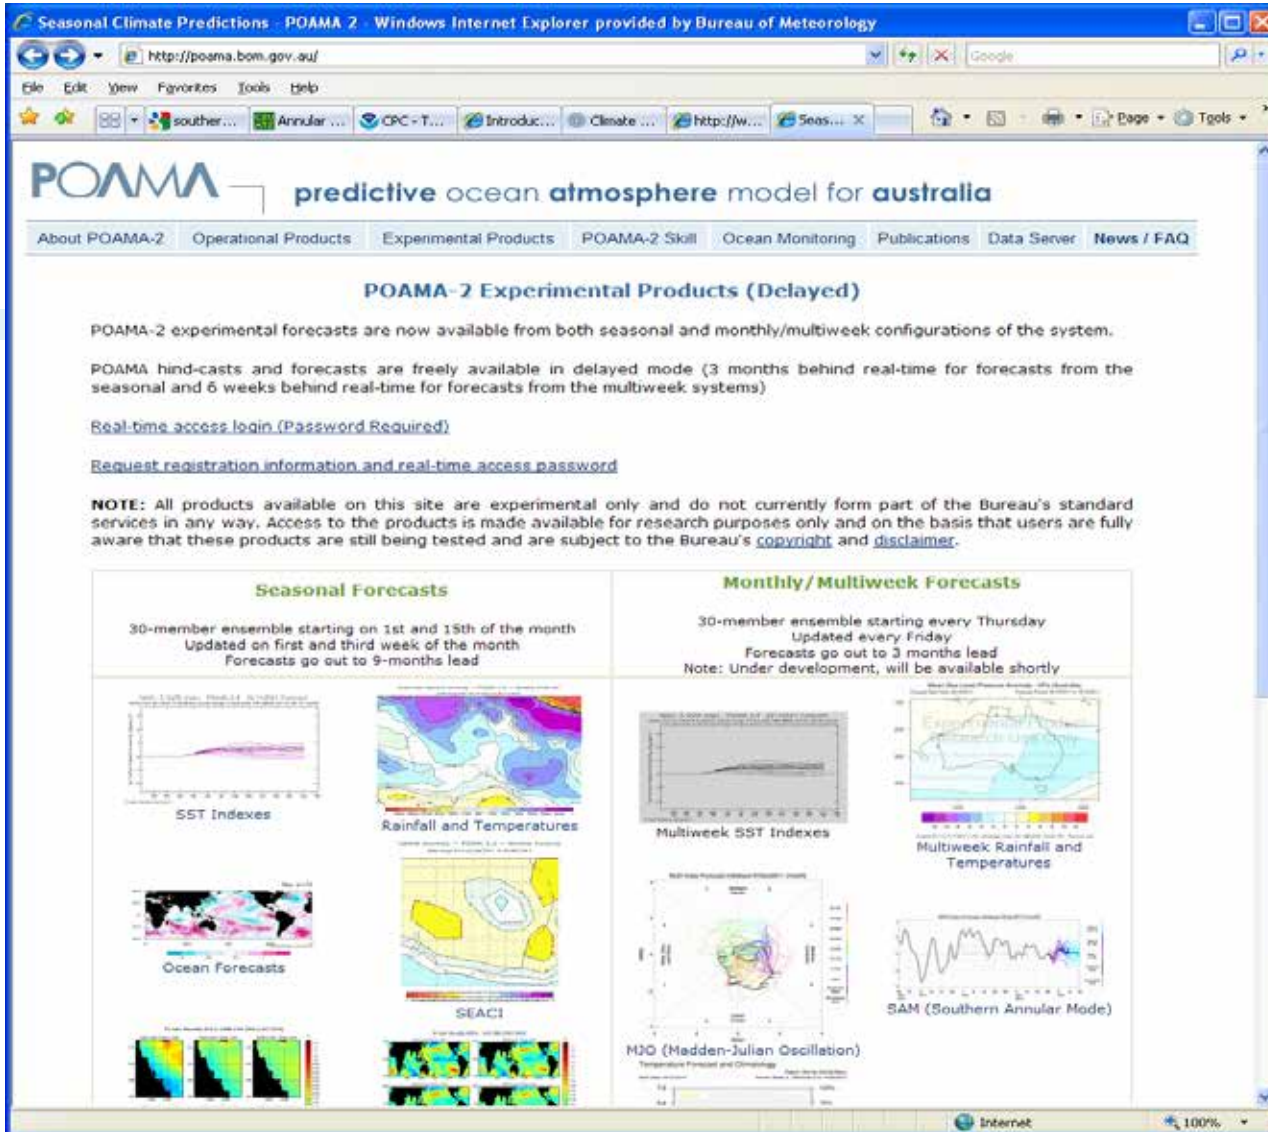 Seasonal Climate Predictions - POAMA 2 - Windows Internet Explorer provided by Bureau of Meteorology
http://poama.bom.gov.au/
Google
File Edit View Favorites Tools Help
souther... Annular ... CPC - T... Introduc... Climate ... http://w... Seas... Page Tools
POAMA predictive ocean atmosphere model for australia
About POAMA-2 Operational Products Experimental Products POAMA-2 Skill Ocean Monitoring Publications Data Server News / FAQ
POAMA-2 Experimental Products (Delayed)
POAMA-2 experimental forecasts are now available from both seasonal and monthly/multiweek configurations of the system.
POAMA hind-casts and forecasts are freely available in delayed mode (3 months behind real-time for forecasts from the
seasonal and 6 weeks behind real-time for forecasts from the multiweek systems)
Real-time access login (Password Required)
Request registration information and real-time access password
NOTE: All products available on this site are experimental only and do not currently form part of the Bureau's standard
services in any way. Access to the products is made available for research purposes only and on the basis that users are fully
aware that these products are still being tested and are subject to the Bureau's copyright and disclaimer.
Seasonal Forecasts
30-member ensemble starting on 1st and 15th of the month
Updated on first and third week of the month
Forecasts go out to 9-months lead
SST Indexes
Rainfall and Temperatures
Ocean Forecasts
SEACI
Monthly/Multiweek Forecasts
30-member ensemble starting every Thursday
Updated every Friday
Forecasts go out to 3 months lead
Note: Under development, will be available shortly
Multiweek SST Indexes
Multiweek Rainfall and
Temperatures
MJO (Madden-Julian Oscillation)
SAM (Southern Annular Mode)
Temperature Forecast and Climatology
Internet
100%